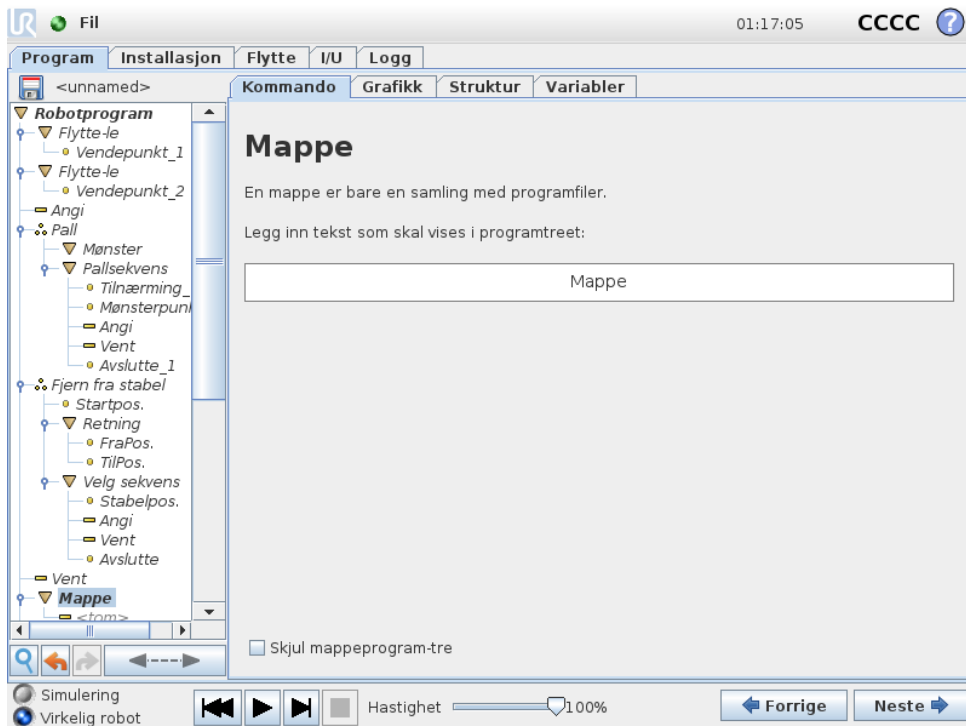 UR Fil 01:17:05 CCCC ?
Program Installasjon Flytte I/U Logg
<unnamed>
Kommando Grafikk Struktur Variabler
Robotprogram
Flytte-le
Vendepunkt_1
Flytte-le
Vendepunkt_2
Angi
Pall
Mønster
Pallsekvens
Tilnærming_
Mønsterpun
Angi
Vent
Avslutte_1
Fjern fra stabel
Startpos.
Retning
FraPos.
TilPos.
Velg sekvens
Stabelpos.
Angi
Vent
Avslutte
Vent
Mappe
<tom>
Mappe
En mappe er bare en samling med programfiler.
Legg inn tekst som skal vises i programtreet:
Mappe
Skjul mappeprogram-tre
Simulering
Virkelig robot
Hastighet 100%
Forrige Neste